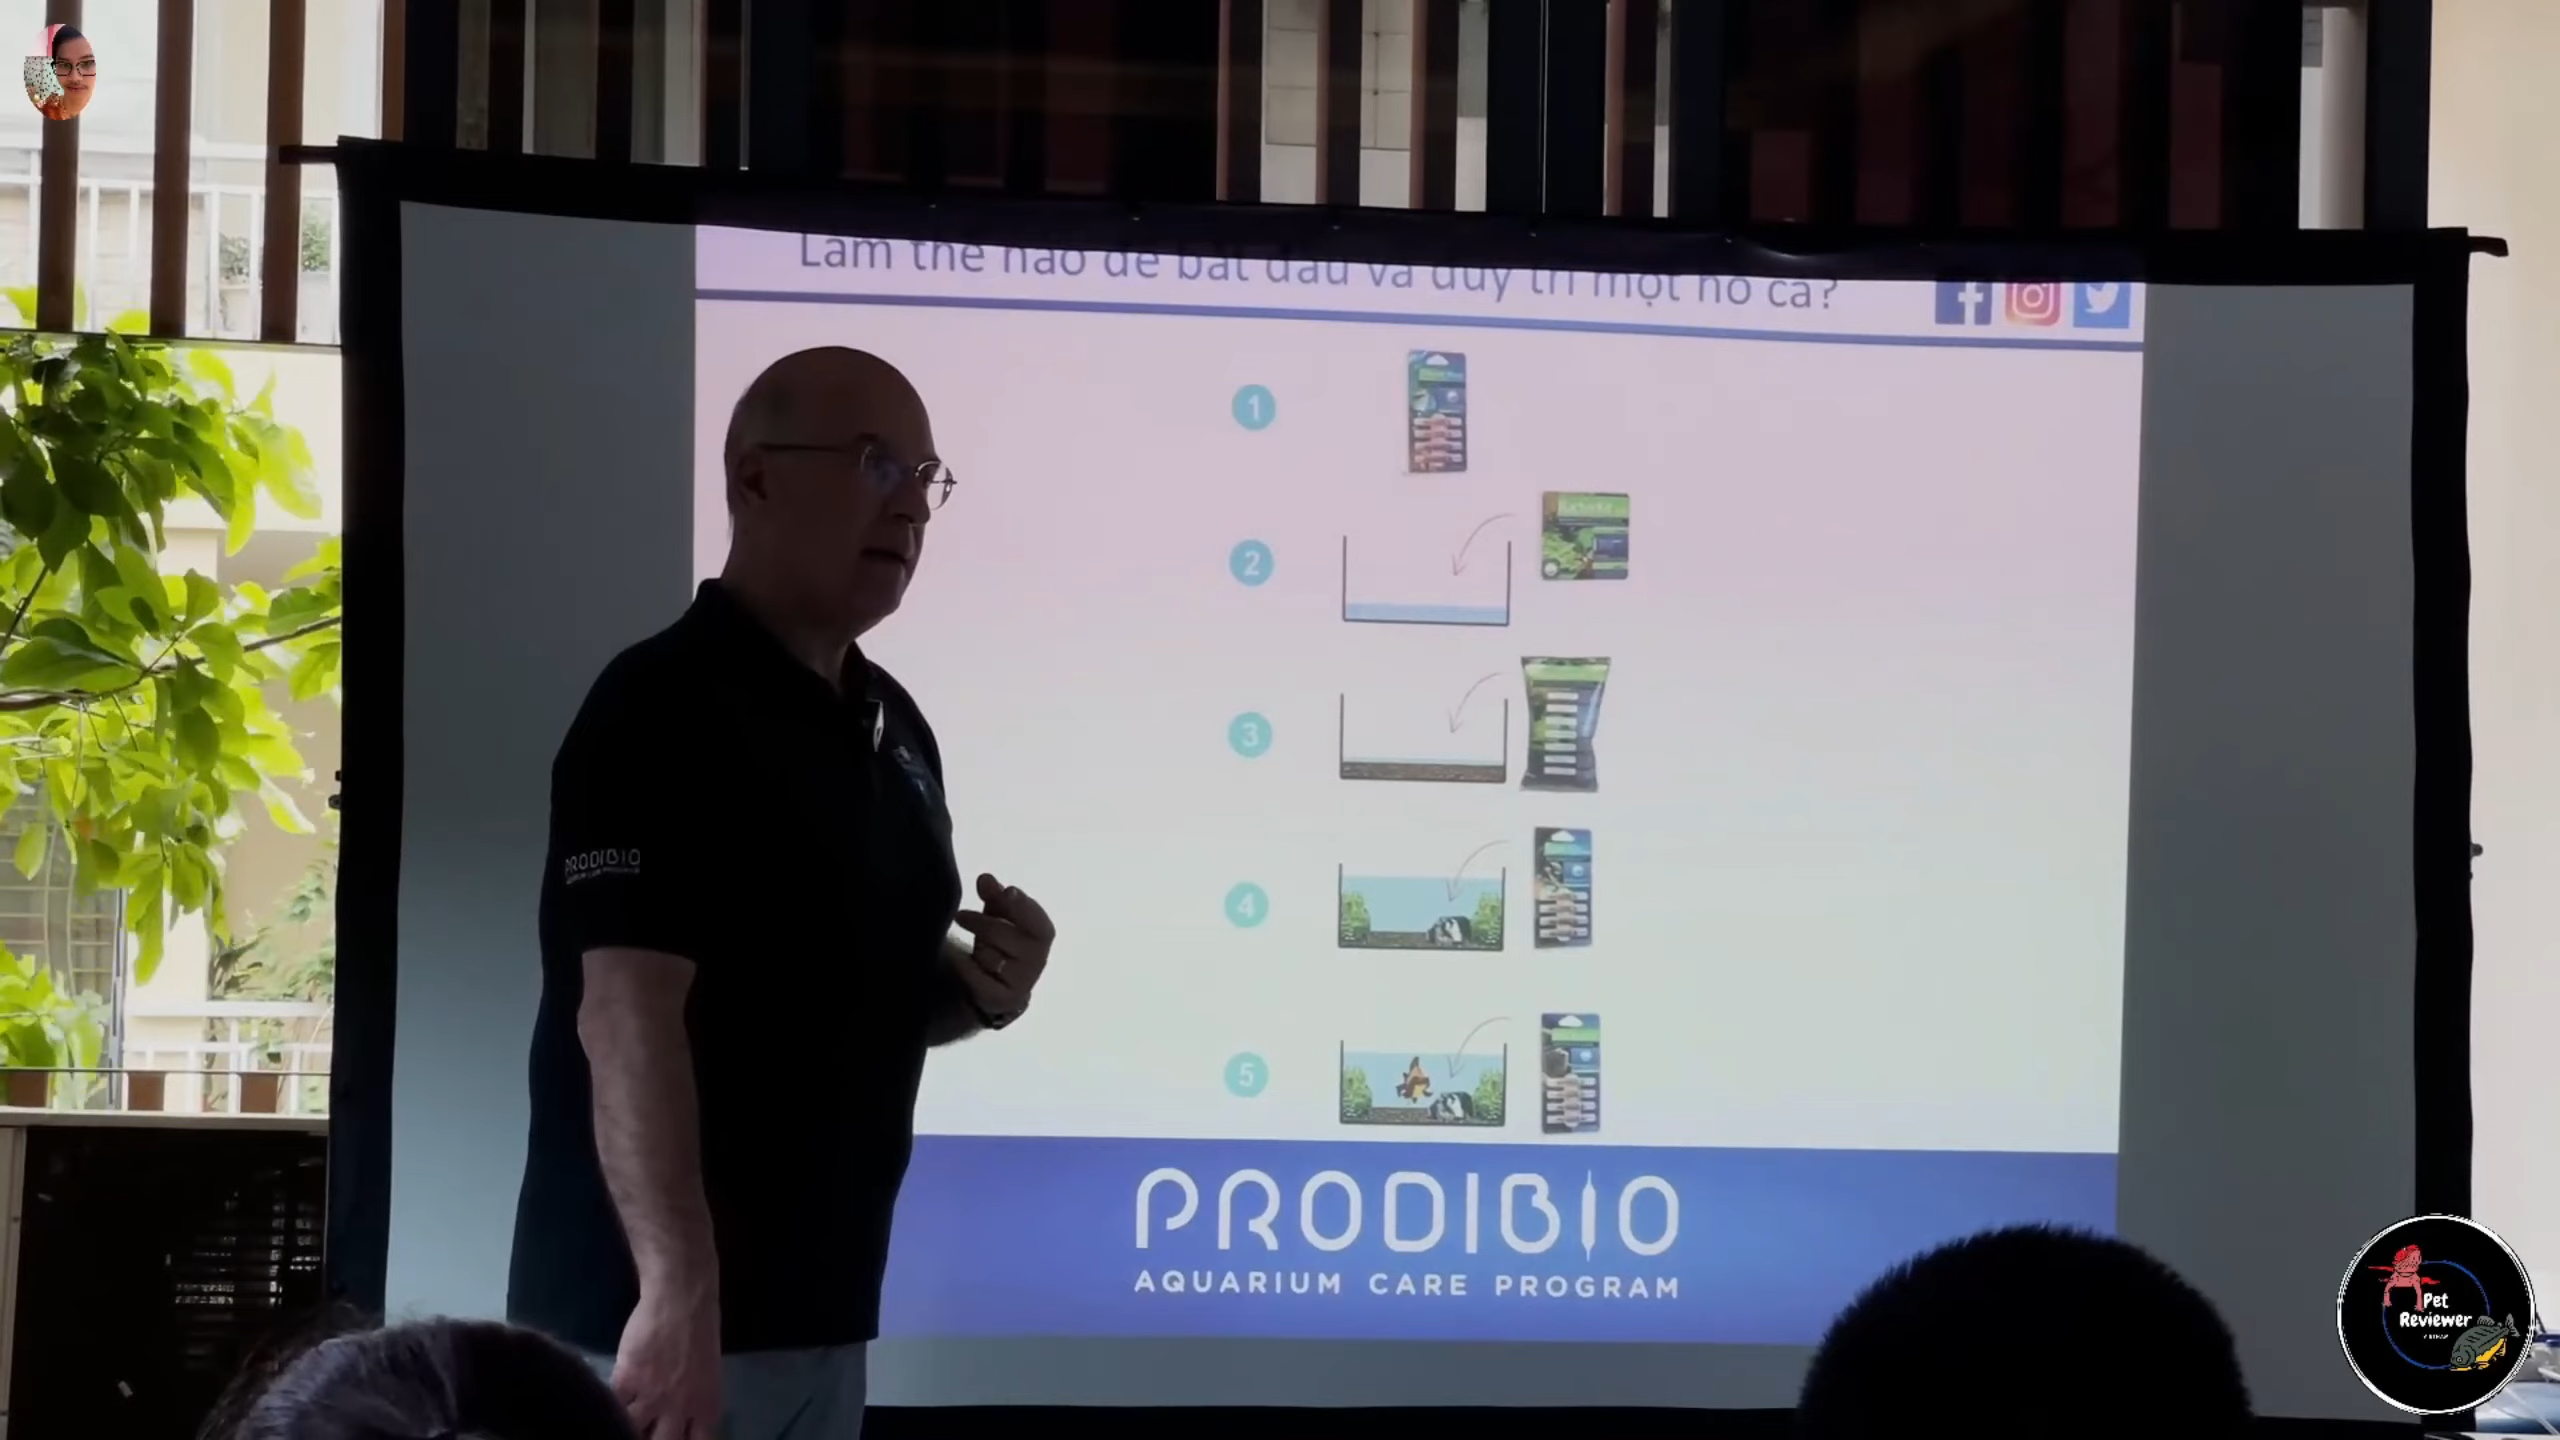 Làm thế nào để bắt đầu và duy trì một hồ cá?
1
2
3
4
5
PRODIBIO
AQUARIUM CARE PROGRAM
PRODIBIO
Pet
Reviewer